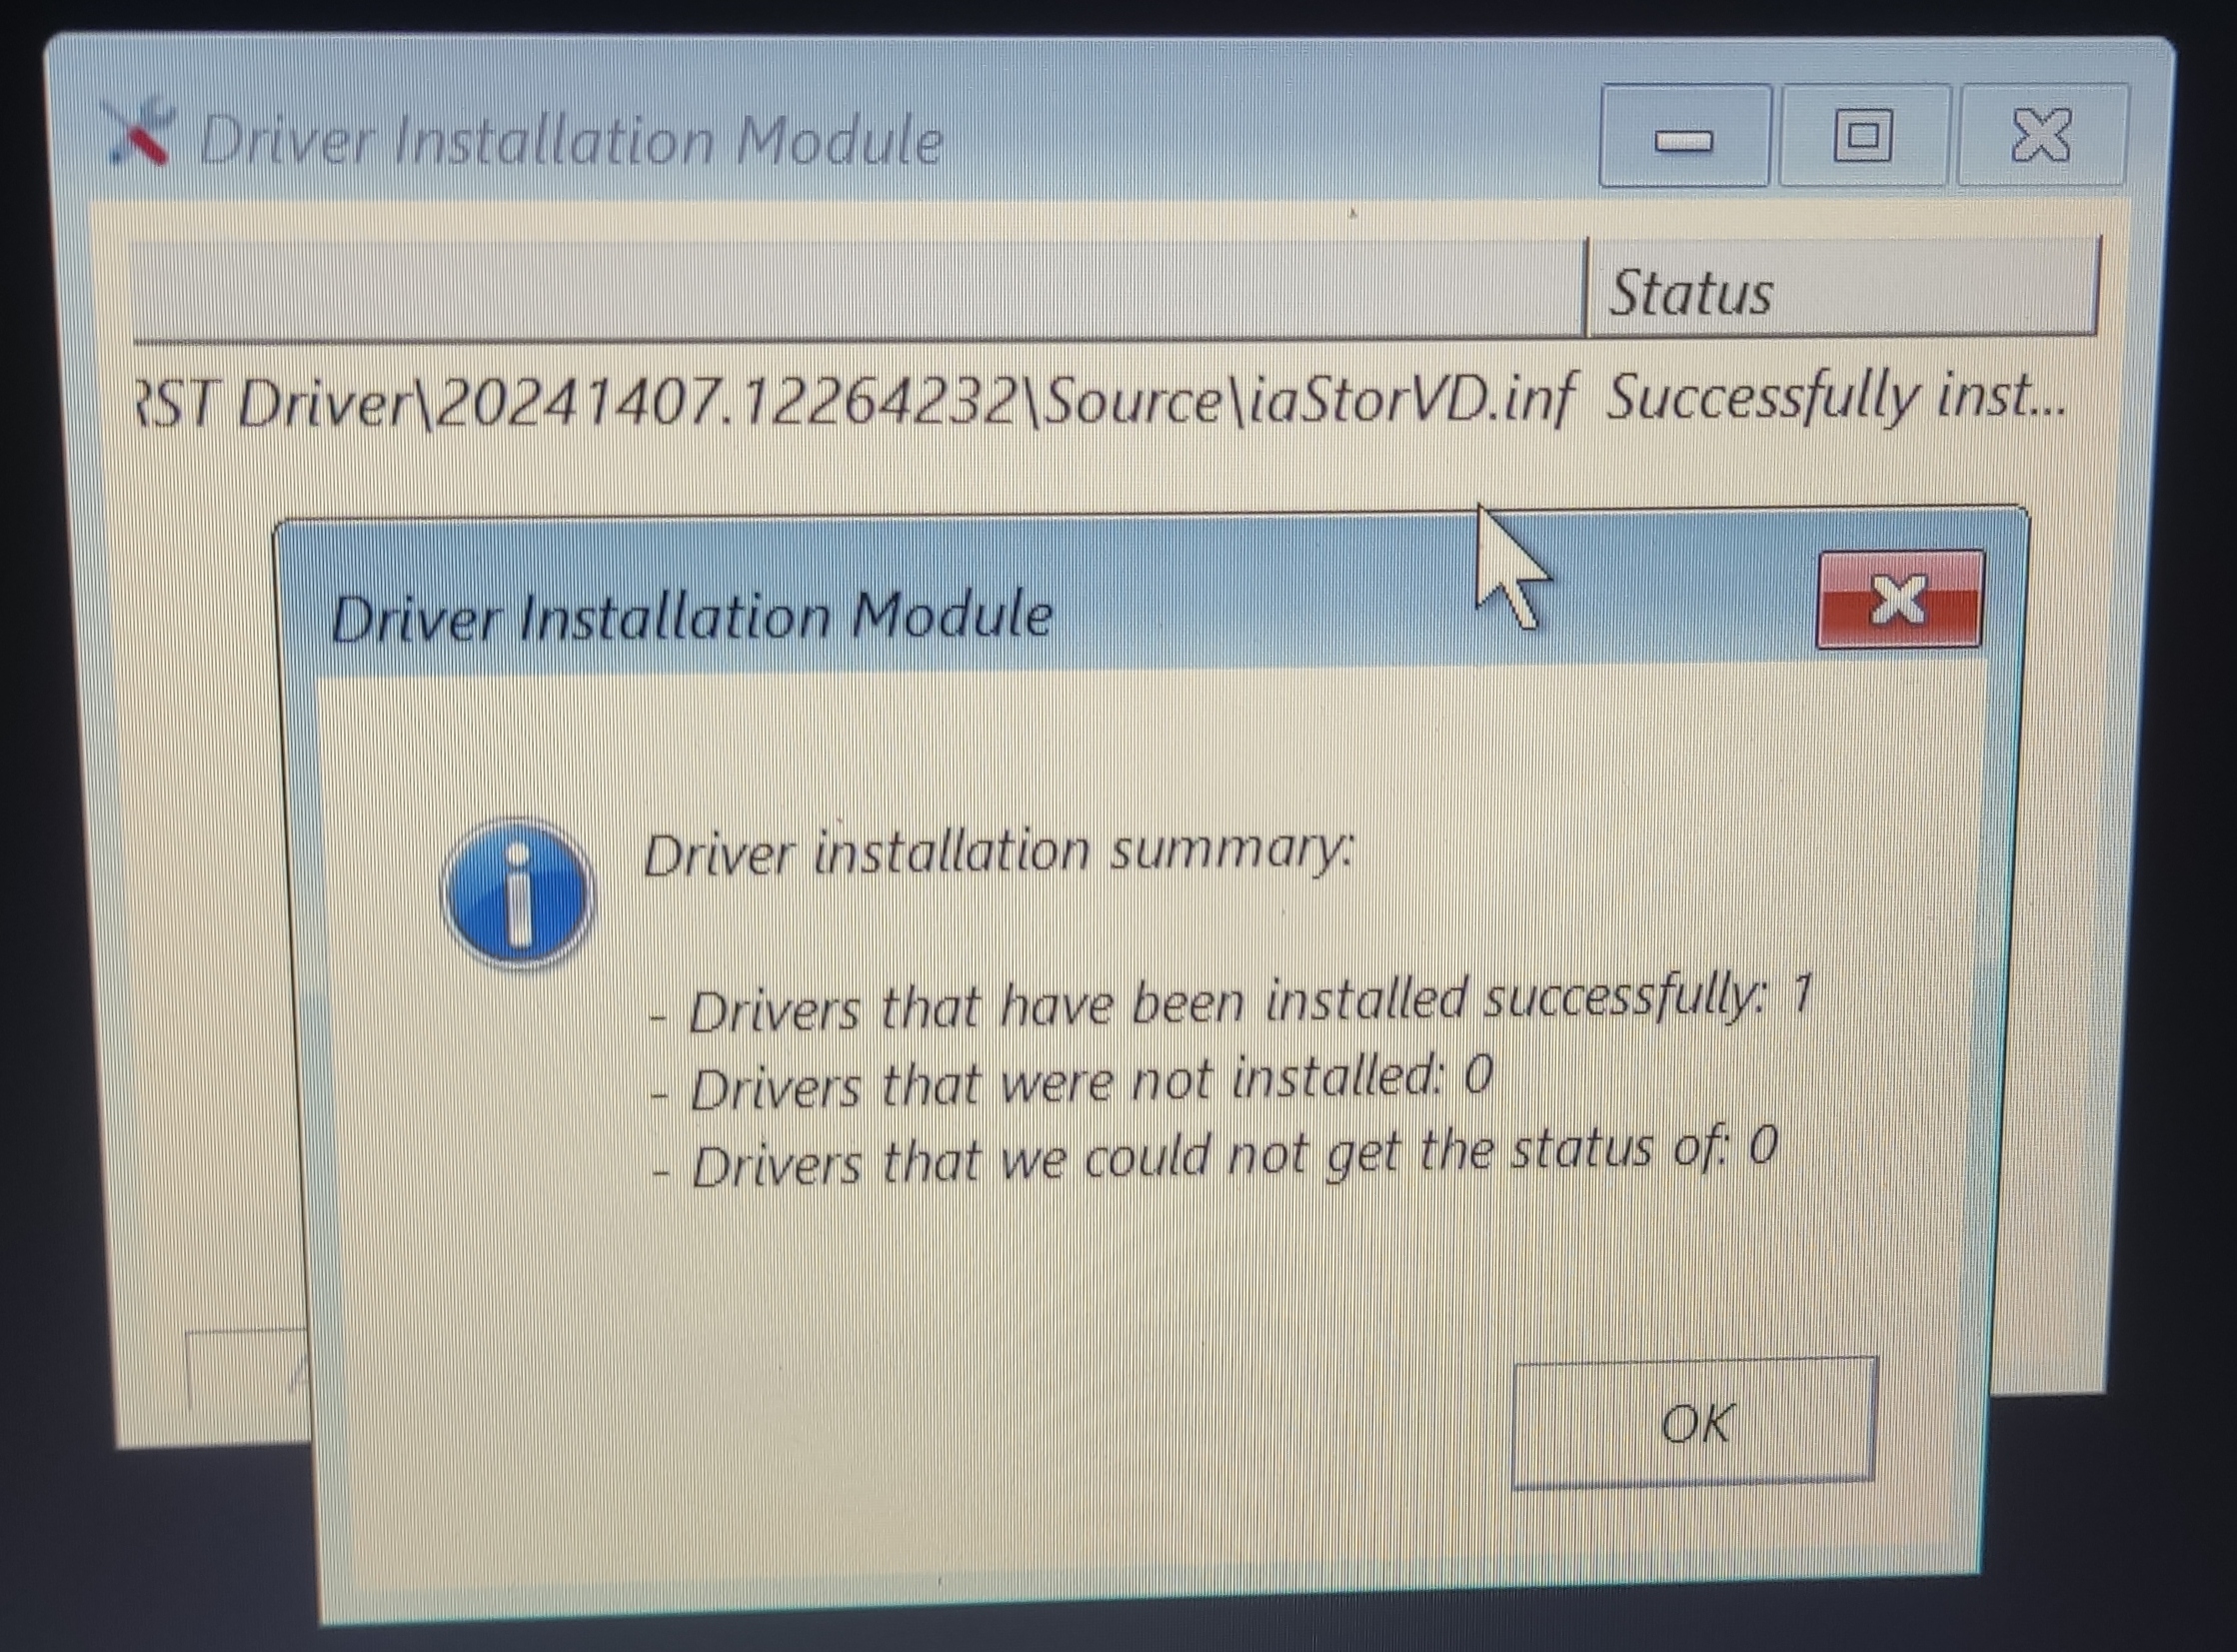 Driver Installation Module
Status
RST Driver\20241407.12264232\Source\iaStorVD.inf Successfully inst...
Driver Installation Module
Driver installation summary:
- Drivers that have been installed successfully: 1
- Drivers that were not installed: 0
- Drivers that we could not get the status of: 0
OK